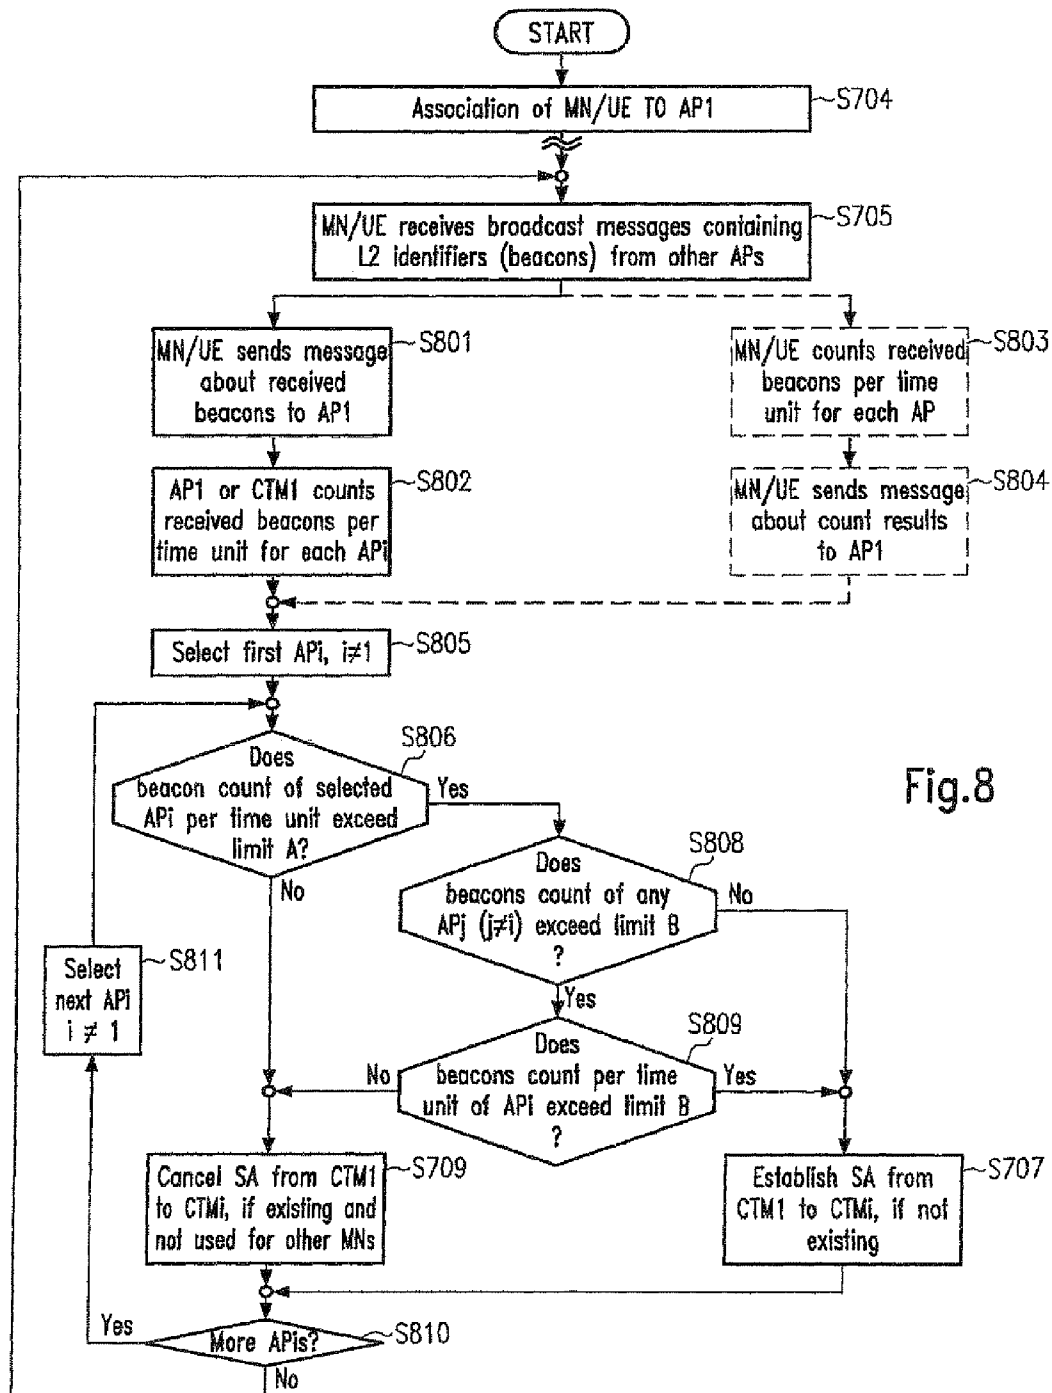 START
Association of MN/UE TO AP1
S704
MN/UE receives broadcast messages containing
L2 identifiers (beacons) from other APs
S705
MN/UE sends message
about received
beacons to AP1
S801
MN/UE counts received
beacons per time
unit for each AP
S803
AP1 or CTM1 counts
received beacons per
time unit for each APi
S802
MN/UE sends message
about count results
to AP1
S804
Select first APi, i≠1
S805
Does
beacon count of selected
APi per time unit exceed
limit A?
S806
Yes
No
Fig.8
Does
beacons count of any
APj (j≠i) exceed limit B
?
S808
No
Yes
Select
next APi
i ≠ 1
S811
Does
beacons count per time
unit of APi exceed limit B
?
S809
No
Yes
Cancel SA from CTM1
to CTMi, if existing and
not used for other MNs
S709
Establish SA from
CTM1 to CTMi, if not
existing
S707
More APis?
S810
Yes
No